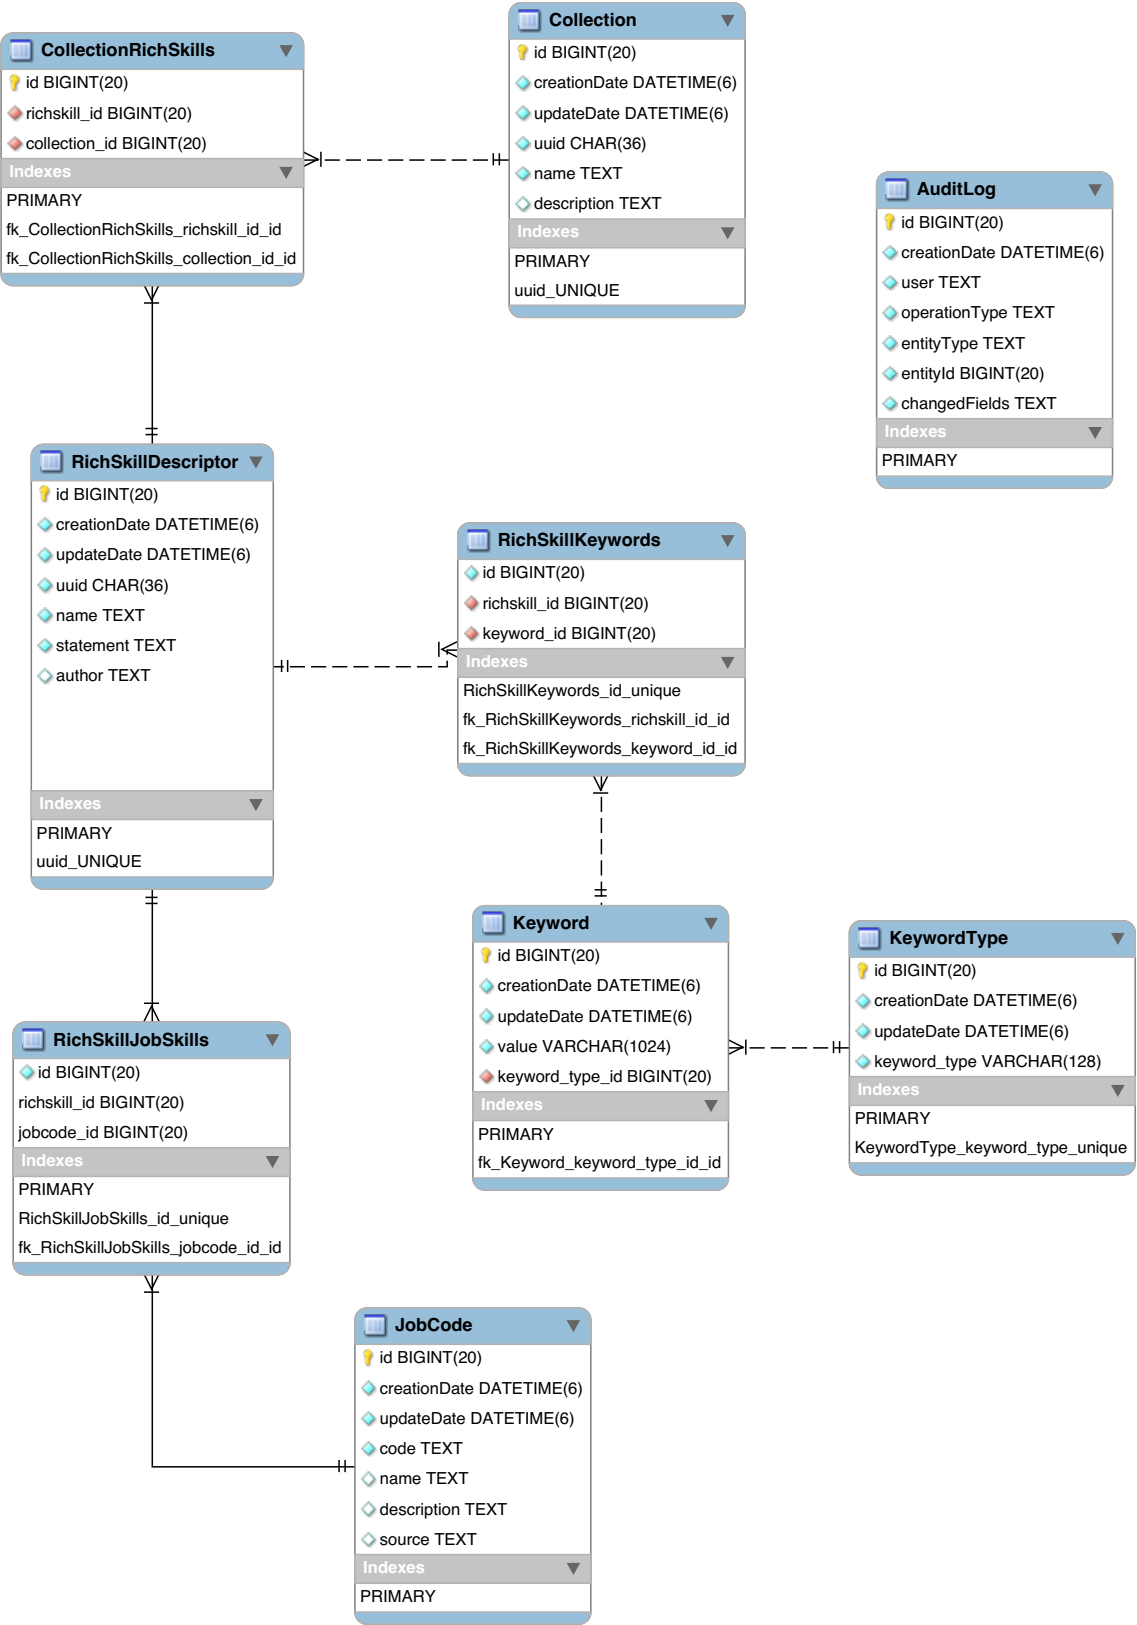 CollectionRichSkills
id BIGINT(20)
richskill_id BIGINT(20)
collection_id BIGINT(20)
Indexes
PRIMARY
fk_CollectionRichSkills_richskill_id_id
fk_CollectionRichSkills_collection_id_id
Collection
id BIGINT(20)
creationDate DATETIME(6)
updateDate DATETIME(6)
uuid CHAR(36)
name TEXT
description TEXT
Indexes
PRIMARY
uuid_UNIQUE
AuditLog
id BIGINT(20)
creationDate DATETIME(6)
user TEXT
operationType TEXT
entityType TEXT
entityId BIGINT(20)
changedFields TEXT
Indexes
PRIMARY
RichSkillDescriptor
id BIGINT(20)
creationDate DATETIME(6)
updateDate DATETIME(6)
uuid CHAR(36)
name TEXT
statement TEXT
author TEXT
Indexes
PRIMARY
uuid_UNIQUE
RichSkillKeywords
id BIGINT(20)
richskill_id BIGINT(20)
keyword_id BIGINT(20)
Indexes
RichSkillKeywords_id_unique
fk_RichSkillKeywords_richskill_id_id
fk_RichSkillKeywords_keyword_id_id
Keyword
id BIGINT(20)
creationDate DATETIME(6)
updateDate DATETIME(6)
value VARCHAR(1024)
keyword_type_id BIGINT(20)
Indexes
PRIMARY
fk_Keyword_keyword_type_id_id
KeywordType
id BIGINT(20)
creationDate DATETIME(6)
updateDate DATETIME(6)
keyword_type VARCHAR(128)
Indexes
PRIMARY
KeywordType_keyword_type_unique
RichSkillJobSkills
id BIGINT(20)
richskill_id BIGINT(20)
jobcode_id BIGINT(20)
Indexes
PRIMARY
RichSkillJobSkills_id_unique
fk_RichSkillJobSkills_jobcode_id_id
JobCode
id BIGINT(20)
creationDate DATETIME(6)
updateDate DATETIME(6)
code TEXT
name TEXT
description TEXT
source TEXT
Indexes
PRIMARY